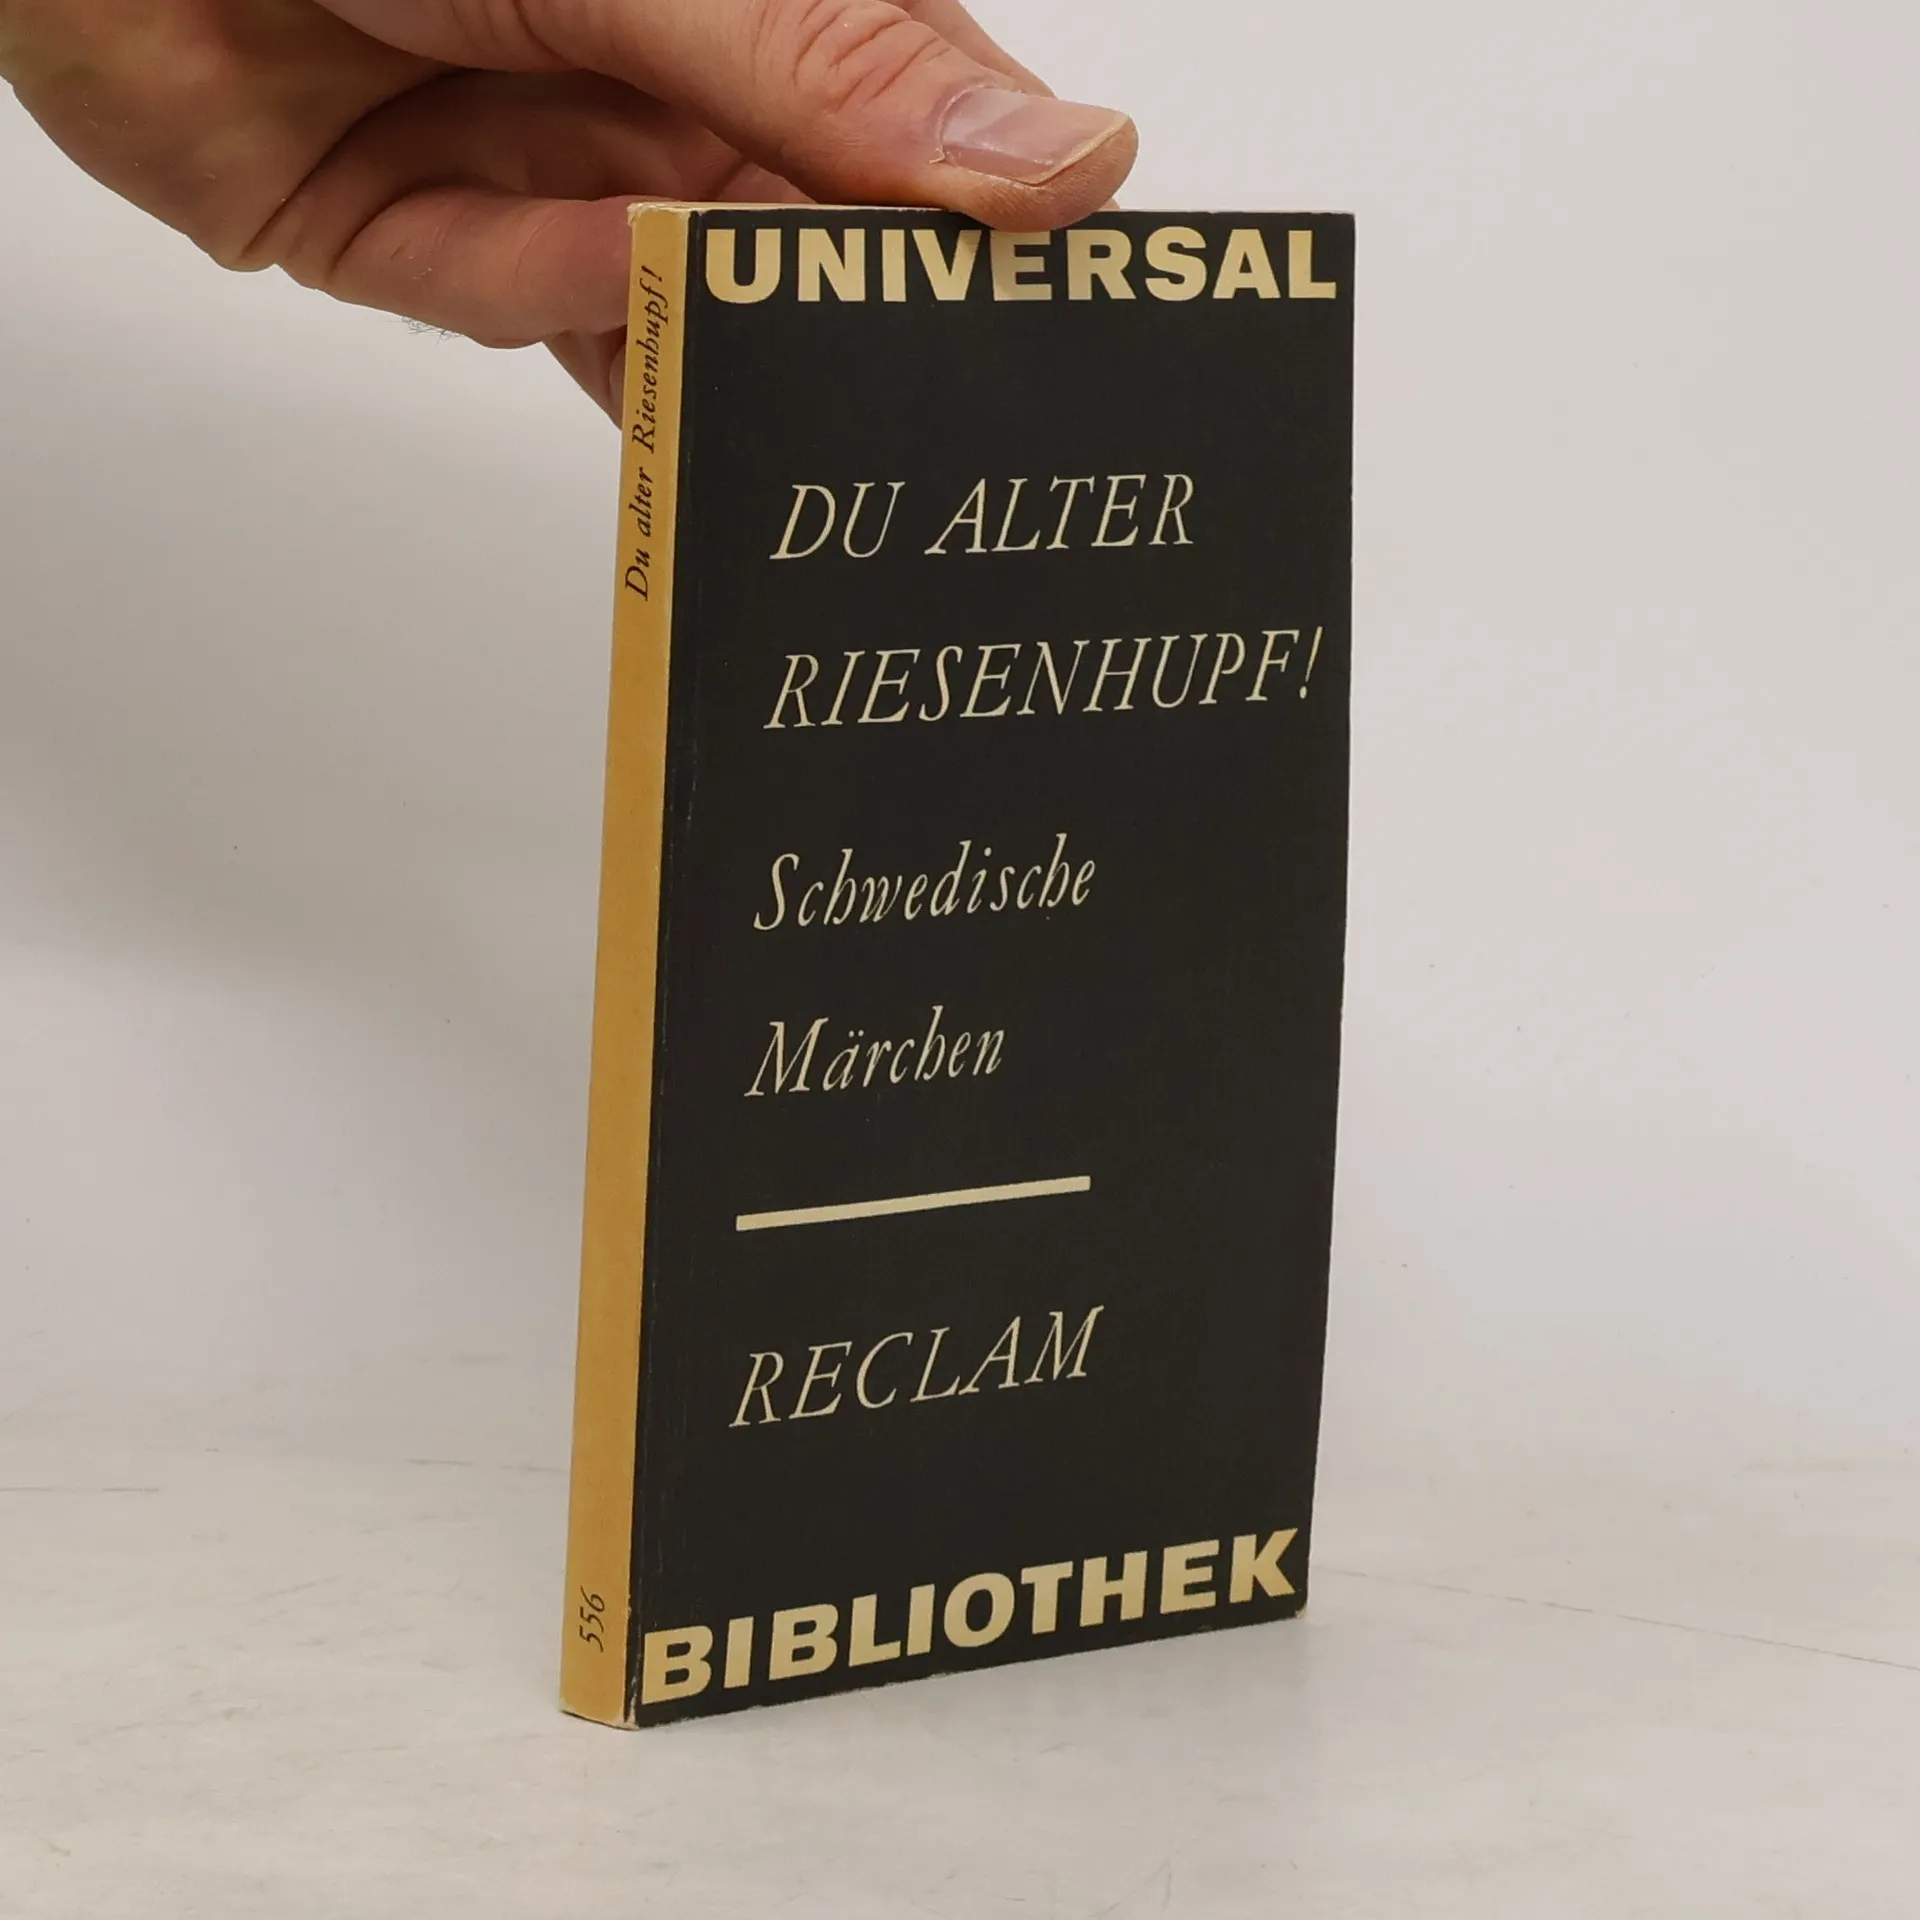 UNIVERSAL
DU ALTER
RIESENHUPF!
Schwedische
Märchen
RECLAM
BIBLIOTHEK
Du alter Riesenhupf!
556